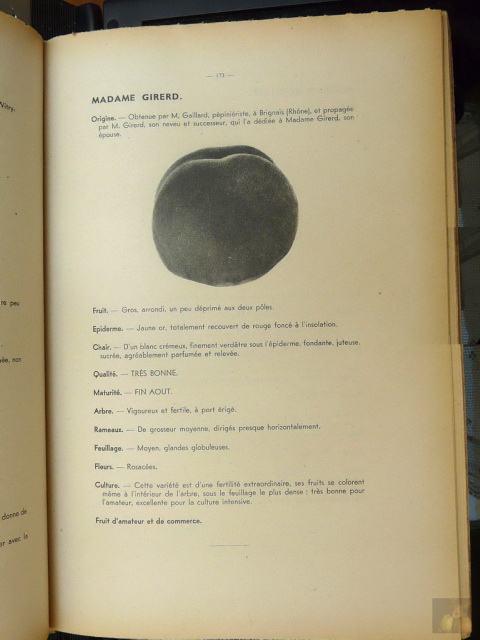 — 173 —
MADAME GIRERD.
Origine. — Obtenue par M. Gaillard, pépiniériste, à Brignais (Rhône), et propagée
par M. Girerd, son neveu et successeur, qui l'a dédiée à Madame Girerd, son
épouse.
Fruit. — Gros, arrondi, un peu déprimé aux deux pôles.
Epiderme. — Jaune or, totalement recouvert de rouge foncé à l'insolation.
Chair. — D'un blanc crémeux, finement verdâtre sous l'épiderme, fondante, juteuse,
sucrée, agréablement parfumée et relevée.
Qualité. — TRÈS BONNE.
Maturité. — FIN AOUT.
Arbre. — Vigoureux et fertile, à port érigé.
Rameaux. — De grosseur moyenne, dirigés presque horizontalement.
Feuillage. — Moyen, glandes globuleuses.
Fleurs. — Rosacées.
Culture. — Cette variété est d'une fertilité extraordinaire, ses fruits se colorent
même à l'intérieur de l'arbre, sous le feuillage le plus dense ; très bonne pour
l'amateur, excellente pour la culture intensive.
Fruit d'amateur et de commerce.
peu
non
donne de
avec le